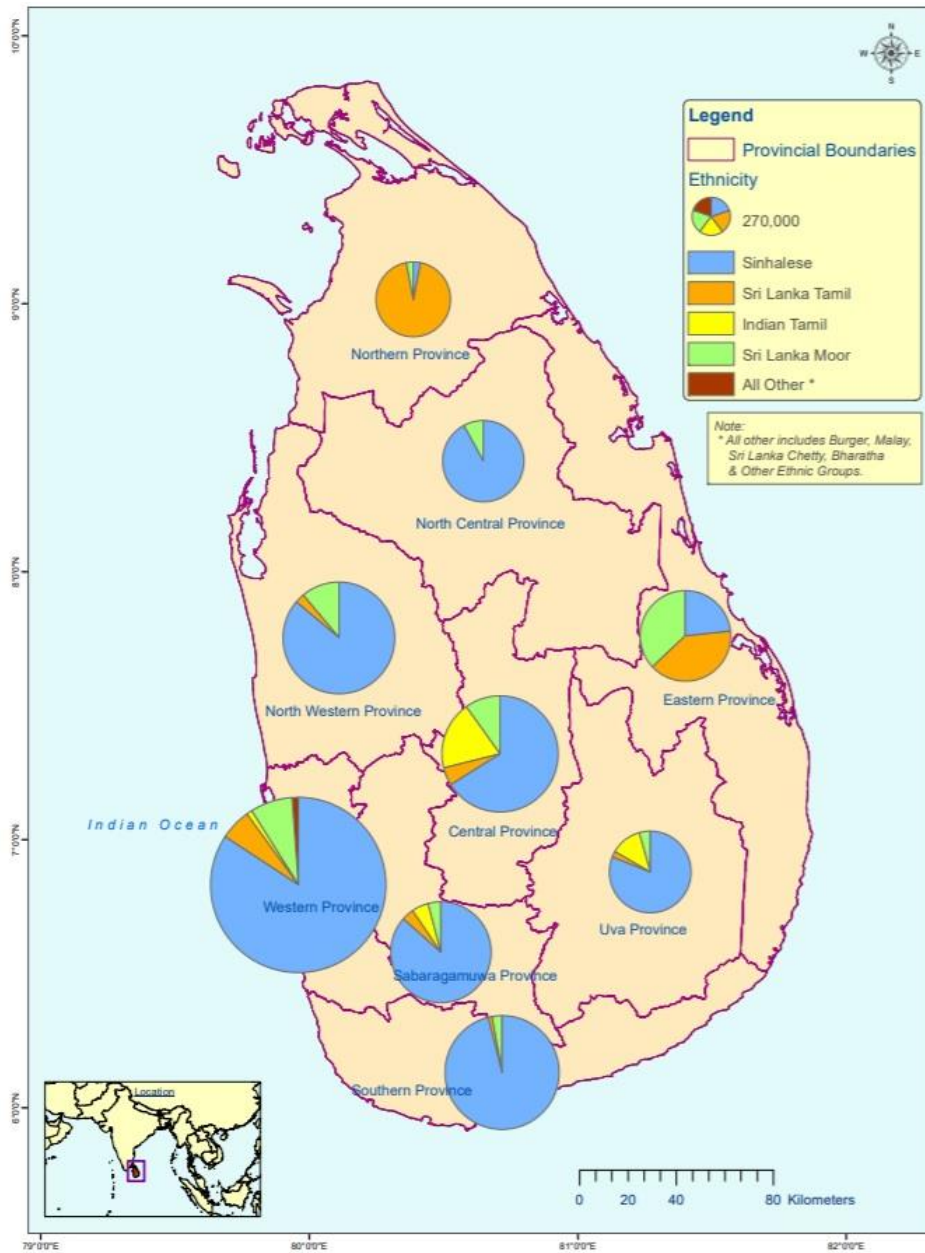 10°0'0"N
9°0'0"N
8°0'0"N
7°0'0"N
6°0'0"N
N
W
E
S
Legend
Provincial Boundaries
Ethnicity
270,000
Sinhalese
Sri Lanka Tamil
Indian Tamil
Sri Lanka Moor
All Other *
Note:
* All other includes Burger, Malay,
Sri Lanka Chetty, Bharatha
& Other Ethnic Groups.
Northern Province
North Central Province
North Western Province
Eastern Province
Central Province
Indian Ocean
Western Province
Uva Province
Sabaragamuwa Province
Southern Province
Location
0 20 40 80 Kilometers
79°0'0"E 80°0'0"E 81°0'0"E 82°0'0"E